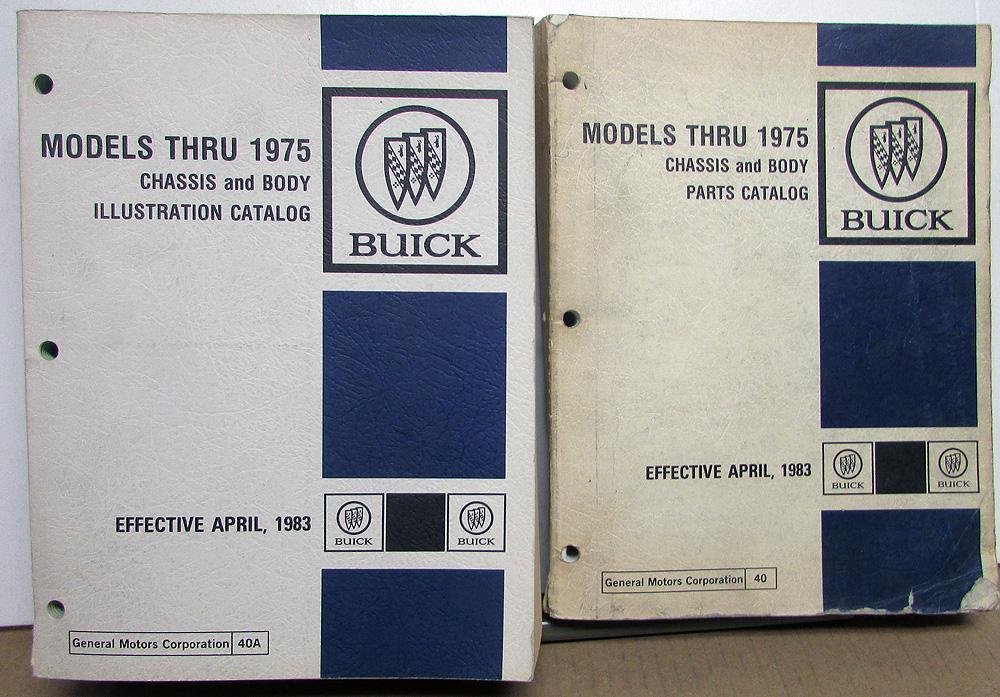 MODELS THRU 1975
CHASSIS and BODY
ILLUSTRATION CATALOG
BUICK
EFFECTIVE APRIL, 1983
BUICK
BUICK
General Motors Corporation 40A
MODELS THRU 1975
CHASSIS and BODY
PARTS CATALOG
BUICK
EFFECTIVE APRIL, 1983
BUICK
BUICK
General Motors Corporation 40